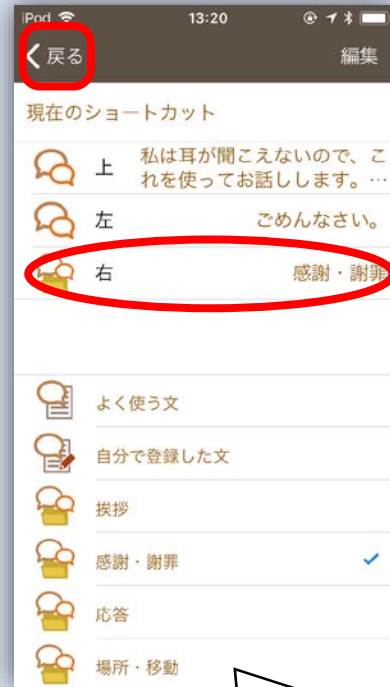 iPod 13:20
戻る 編集
現在のショートカット
上 私は耳が聞こえないので、こ
れを使ってお話しします。…
左 ごめんなさい。
右 感謝・謝罪
よく使う文
自分で登録した文
挨拶
感謝・謝罪
応答
場所・移動